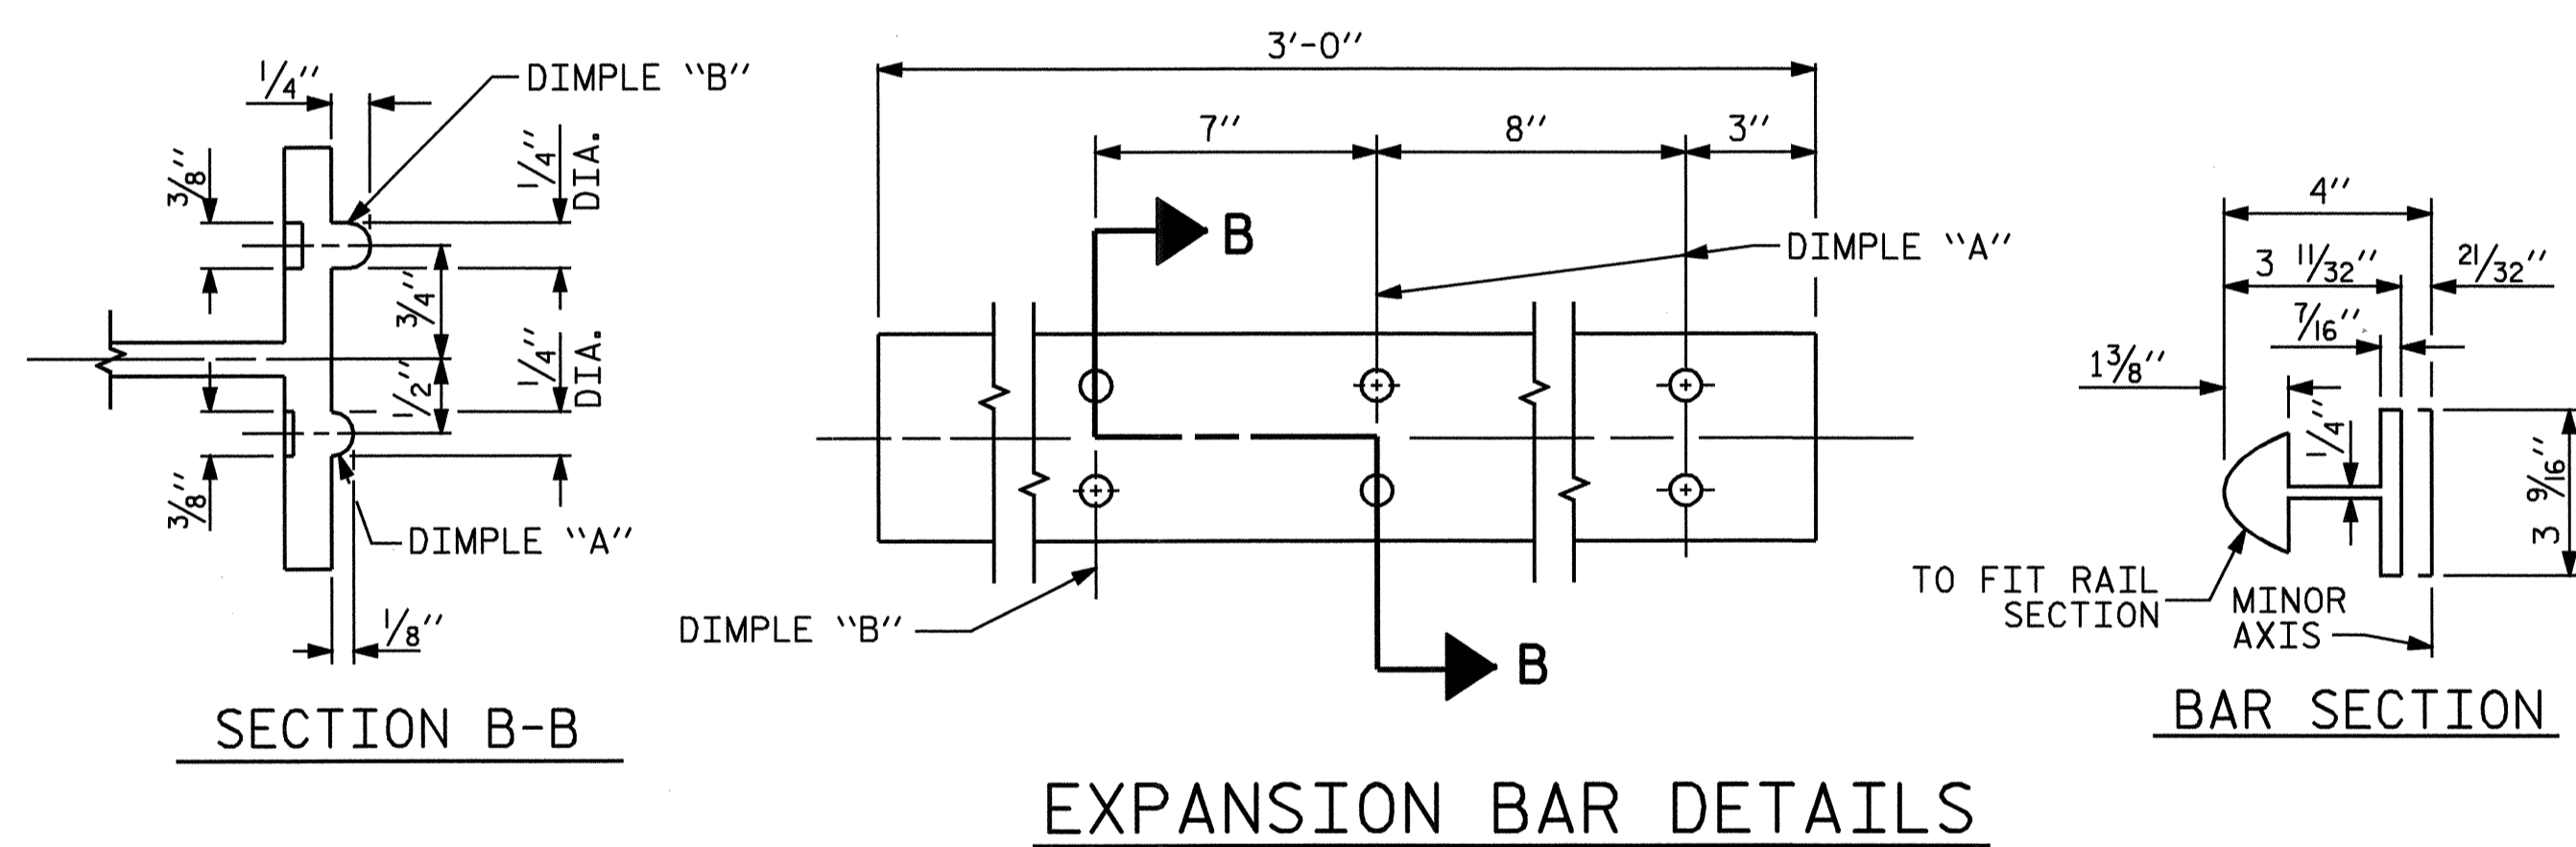 1/4"
DIMPLE "B"
3/8"
1/4" DIA.
3/4"
1/2"
1/4" DIA.
3/8"
DIMPLE "A"
1/8"
SECTION B-B
3'-0"
7"
8"
3"
B
DIMPLE "A"
DIMPLE "B"
B
4"
3 11/32"
21/32"
7/16"
1 3/8"
1/4"
3 9/16"
TO FIT RAIL
SECTION
MINOR
AXIS
BAR SECTION
EXPANSION BAR DETAILS